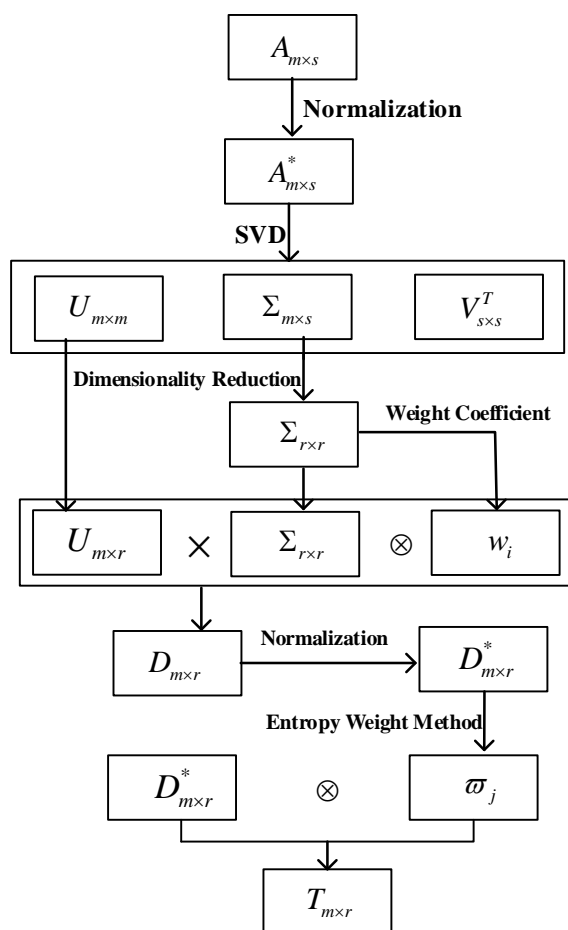 A_{m×s}
Normalization
A^*_{m×s}
SVD
U_{m×m} Σ_{m×s} V^T_{s×s}
Dimensionality Reduction
Σ_{r×r} Weight Coefficient
U_{m×r} × Σ_{r×r} ⊗ w_i
Normalization
D_{m×r} D^*_{m×r}
Entropy Weight Method
D^*_{m×r} ⊗ ϖ_j
T_{m×r}